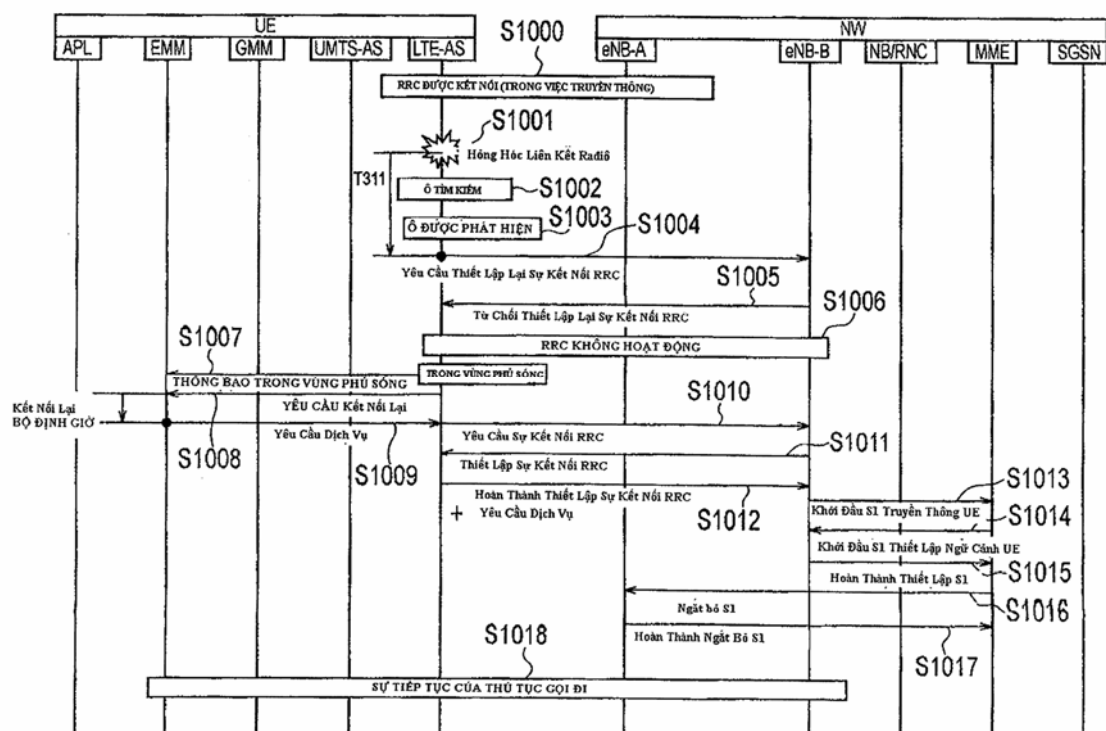 UE
NW
APL
EMM
GMM
UMTS-AS
LTE-AS
eNB-A
eNB-B
NB/RNC
MME
SGSN
S1000
RRC ĐƯỢC KẾT NỐI (TRONG VIỆC TRUYỀN THÔNG)
S1001
Hỏng Hóc Liên Kết Rađiô
T311
Ô TÌM KIẾM
S1002
Ô ĐƯỢC PHÁT HIỆN
S1003
S1004
Yêu Cầu Thiết Lập Lại Sự Kết Nối RRC
S1005
Từ Chối Thiết Lập Lại Sự Kết Nối RRC
S1006
RRC KHÔNG HOẠT ĐỘNG
S1007
TRONG VÙNG PHỦ SÓNG
THÔNG BAO TRONG VÙNG PHỦ SÓNG
Kết Nối Lại
BỘ ĐỊNH GIỜ
YÊU CẦU Kết Nối Lại
S1010
Yêu Cầu Dịch Vụ
Yêu Cầu Sự Kết Nối RRC
S1008
S1009
S1011
Thiết Lập Sự Kết Nối RRC
S1013
Hoàn Thành Thiết Lập Sự Kết Nối RRC
+ Yêu Cầu Dịch Vụ
S1012
Khởi Đầu S1 Truyền Thông UE
S1014
Khởi Đầu S1 Thiết Lập Ngữ Cảnh UE
S1015
Hoàn Thành Thiết Lập S1
S1016
Ngắt bỏ S1
Hoàn Thành Ngắt Bỏ S1
S1017
S1018
SỰ TIẾP TỤC CỦA THỦ TỤC GỌI ĐI